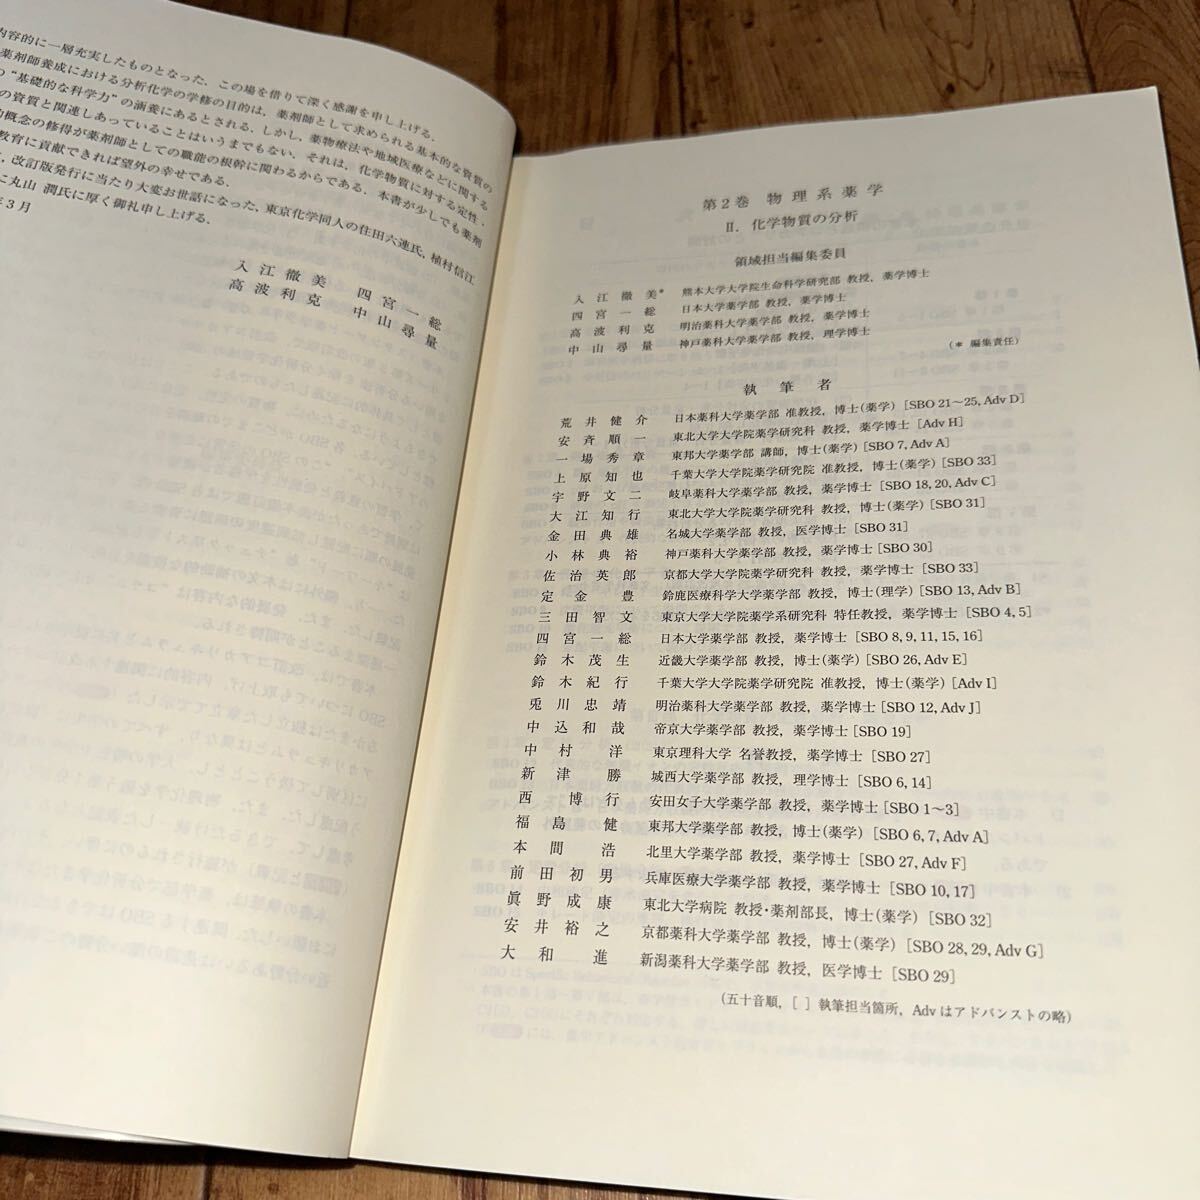 内容的に一層充実したものとなった．この場を借りて深く感謝を申し上げる．
薬剤師養成における分析化学の学修の目的は，薬剤師として求められる基本的な資質の
“基礎的な科学力”の涵養にあるとされる．しかし，薬物療法や地域医療などに関する
の資質と関連しあっていることはいうまでもない．それは，化学物質に対する定性・
概念の修得が薬剤師としての職能の根幹に関わるからである．本書が少しでも薬剤
教育に貢献できれば望外の幸せである．
，改訂版発行に当たり大変お世話になった，東京化学同人の住田六連氏，植村信江
に丸山 潤氏に厚く御礼申し上げる．
年3月
入江徹美 四宮一総
高波利克 中山尋量
第2巻 物理系薬学
Ⅱ．化学物質の分析
領域担当編集委員
入江徹美* 熊本大学大学院生命科学研究部 教授，薬学博士
四宮一総 日本大学薬学部 教授，薬学博士
高波利克 明治薬科大学薬学部 教授，薬学博士
中山尋量 神戸薬科大学薬学部 教授，理学博士
（* 編集責任）
執筆者
荒井健介 日本薬科大学薬学部 准教授，博士(薬学) [SBO 21～25, Adv D]
安斉順一 東北大学大学院薬学研究科 教授，薬学博士 [Adv H]
一場秀章 東邦大学薬学部 講師，博士(薬学) [SBO 7, Adv A]
上原知也 千葉大学大学院薬学研究院 准教授，博士(薬学) [SBO 33]
宇野文二 岐阜薬科大学薬学部 教授，薬学博士 [SBO 18, 20, Adv C]
大江知行 東北大学大学院薬学研究科 教授，博士(薬学) [SBO 31]
金田典雄 名城大学薬学部 教授，医学博士 [SBO 31]
小林典裕 神戸薬科大学薬学部 教授，薬学博士 [SBO 30]
佐治英郎 京都大学大学院薬学研究科 教授，薬学博士 [SBO 33]
定金豊 鈴鹿医療科学大学薬学部 教授，博士(理学) [SBO 13, Adv B]
三田智文 東京大学大学院薬学系研究科 特任教授，薬学博士 [SBO 4, 5]
四宮一総 日本大学薬学部 教授，薬学博士 [SBO 8, 9, 11, 15, 16]
鈴木茂生 近畿大学薬学部 教授，博士(薬学) [SBO 26, Adv E]
鈴木紀行 千葉大学大学院薬学研究院 准教授，博士(薬学) [Adv I]
兎川忠靖 明治薬科大学薬学部 教授，薬学博士 [SBO 12, Adv J]
中込和哉 帝京大学薬学部 教授，薬学博士 [SBO 19]
中村洋 東京理科大学 名誉教授，薬学博士 [SBO 27]
新津勝 城西大学薬学部 教授，理学博士 [SBO 6, 14]
西博行 安田女子大学薬学部 教授，薬学博士 [SBO 1～3]
福島健 東邦大学薬学部 教授，博士(薬学) [SBO 6, 7, Adv A]
本間浩 北里大学薬学部 教授，薬学博士 [SBO 27, Adv F]
前田初男 兵庫医療大学薬学部 教授，薬学博士 [SBO 10, 17]
眞野成康 東北大学病院 教授・薬剤部長，博士(薬学) [SBO 32]
安井裕之 京都薬科大学薬学部 教授，博士(薬学) [SBO 28, 29, Adv G]
大和進 新潟薬科大学薬学部 教授，医学博士 [SBO 29]
（五十音順，[ ] 執筆担当箇所，Adv はアドバンストの略）